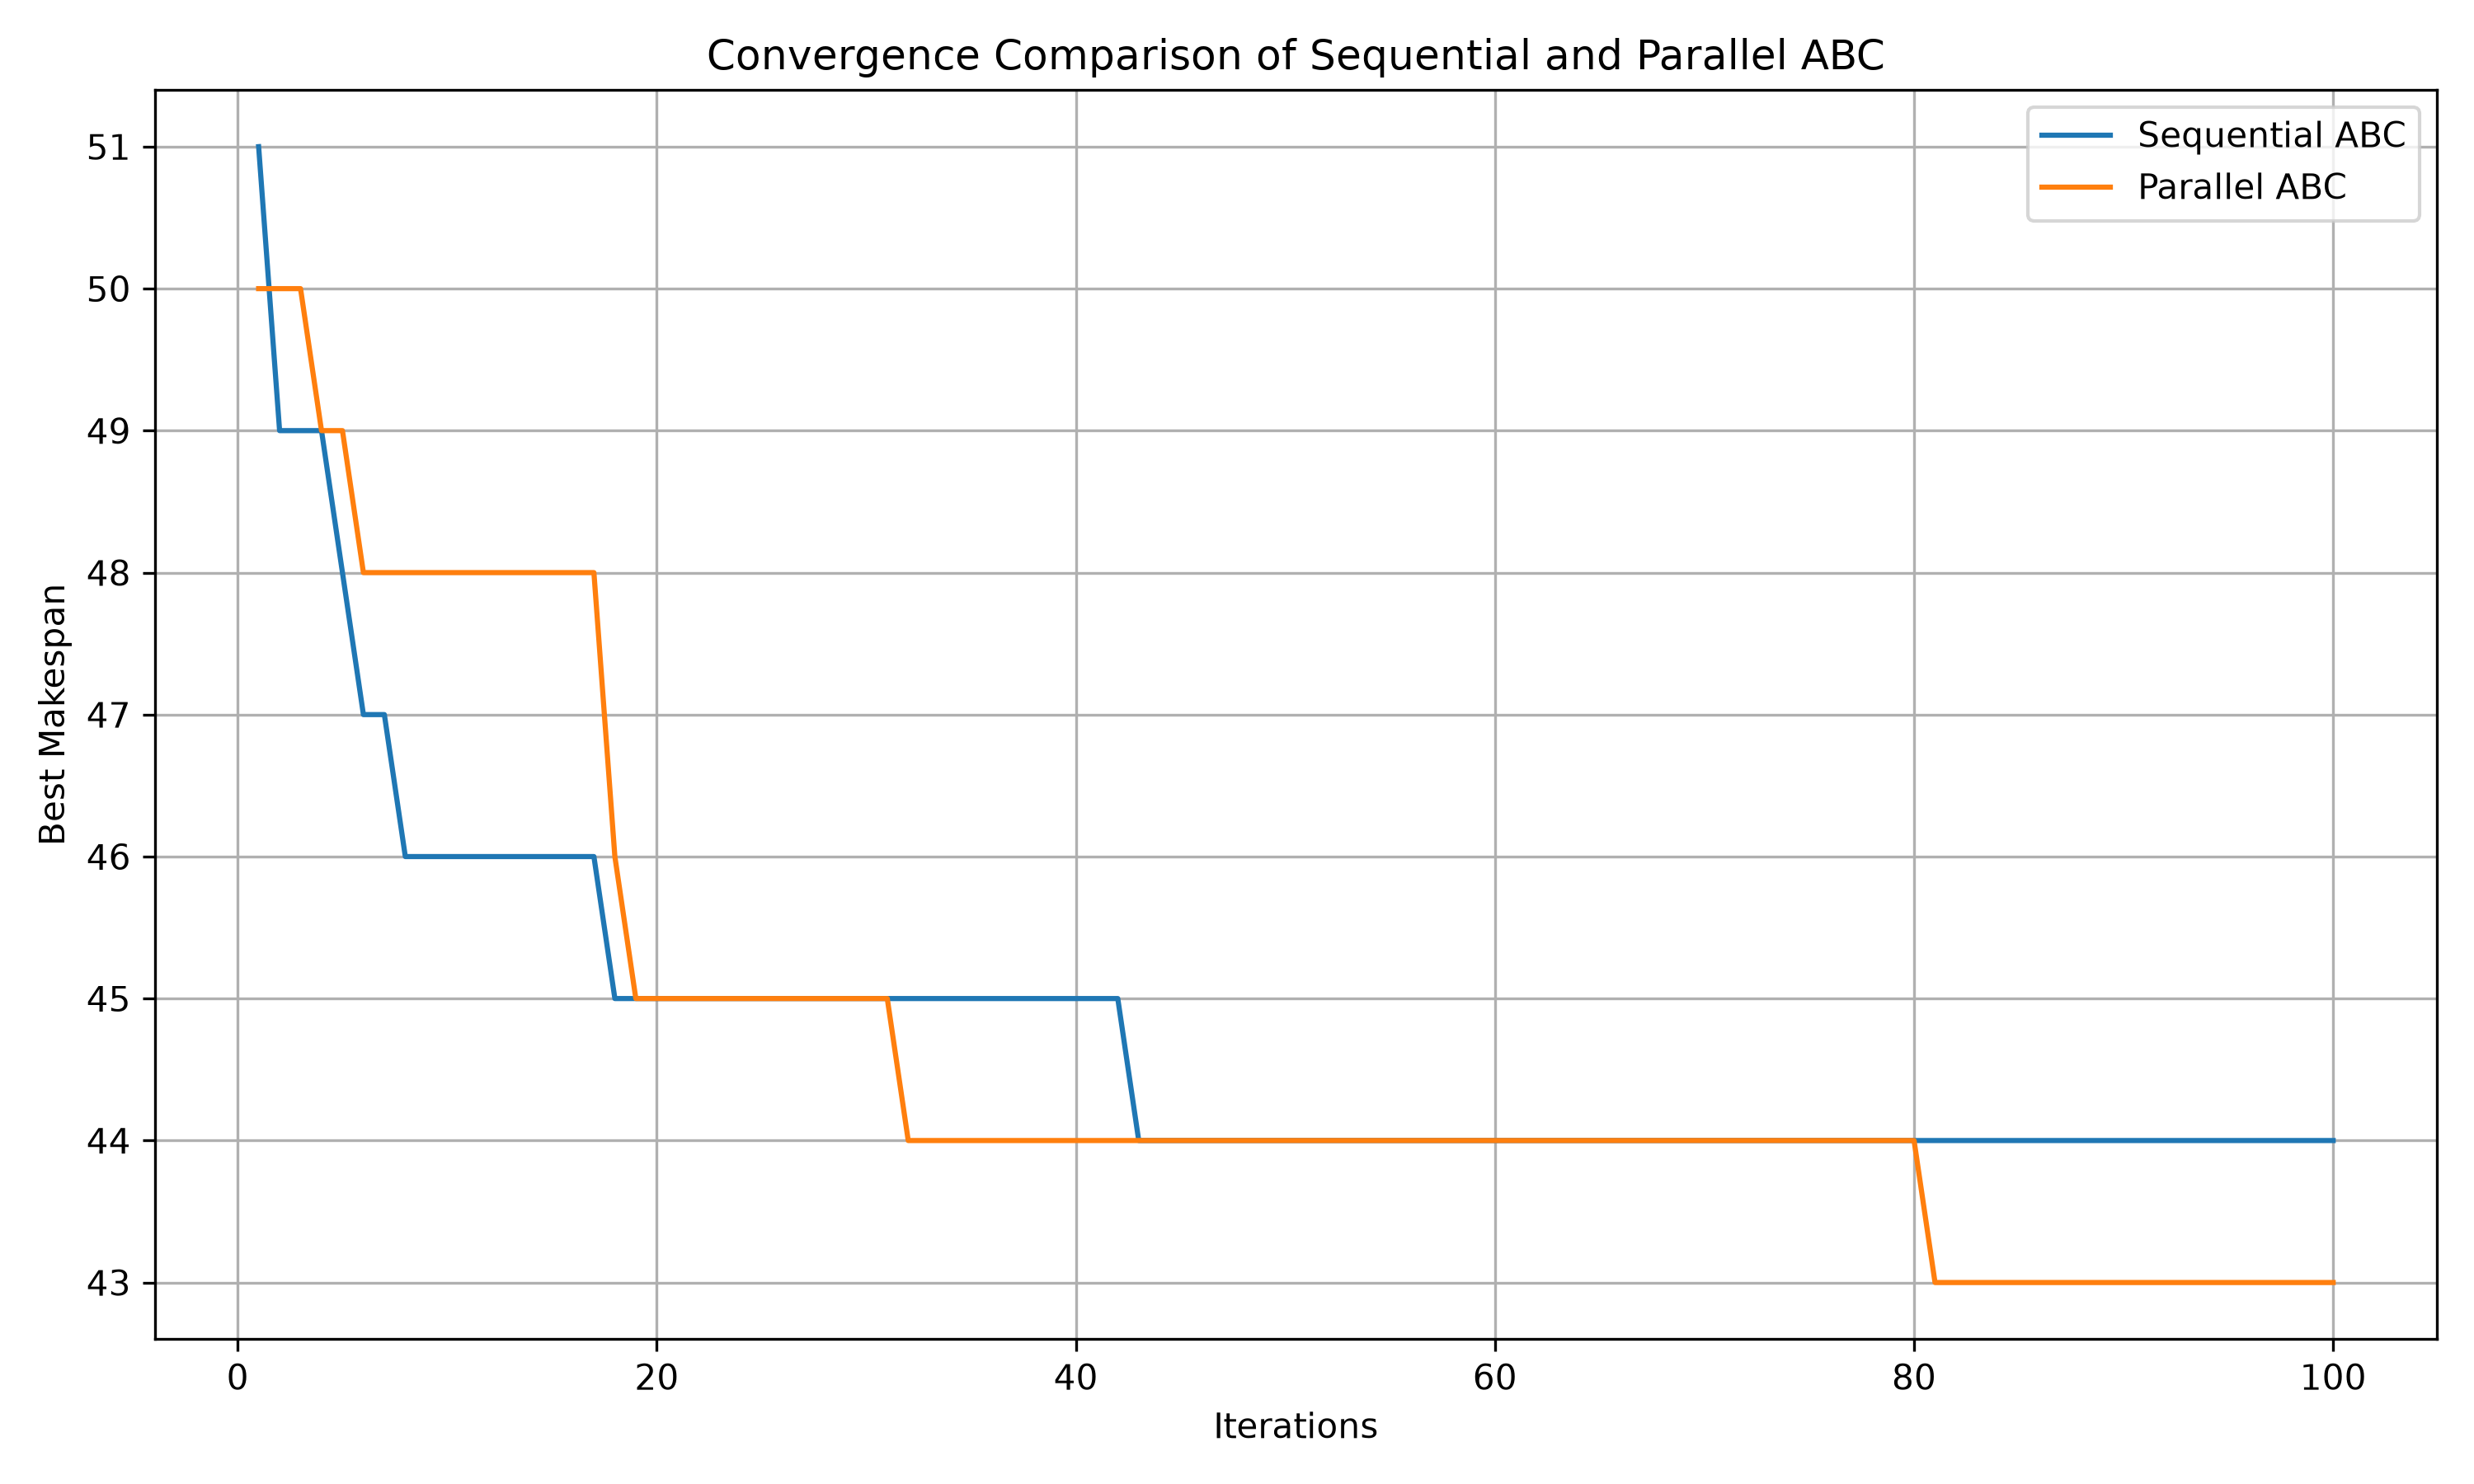 Convergence Comparison of Sequential and Parallel ABC
Sequential ABC
Parallel ABC
Best Makespan
51
50
49
48
47
46
45
44
43
0 20 40 60 80 100
Iterations